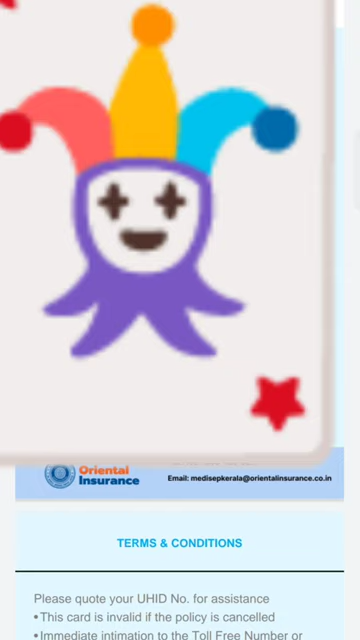 Oriental
Insurance
Email: medisepkerala@orientalinsurance.co.in
TERMS & CONDITIONS
Please quote your UHID No. for assistance
•This card is invalid if the policy is cancelled
•Immediate intimation to the Toll Free Number or